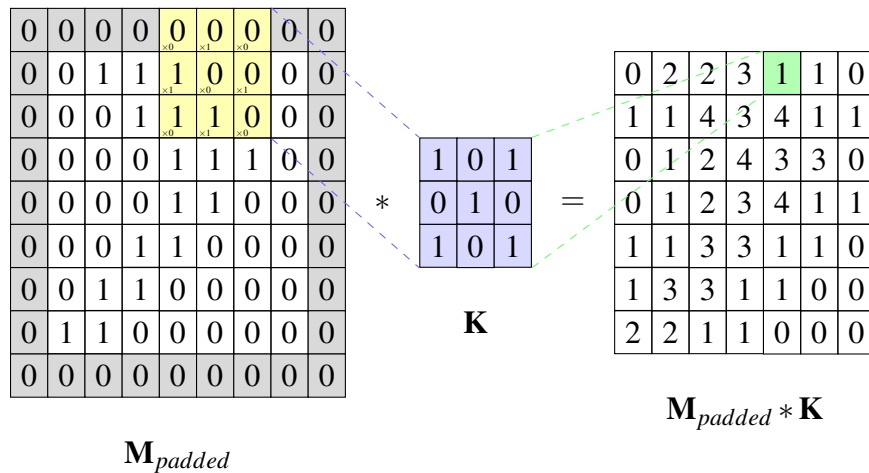 0 0 0 0 0 0 0 0 0
×0 ×1 ×0
0 0 1 1 1 0 0 0 0
×1 ×0 ×1
0 0 0 1 1 1 0 0 0
×0 ×1 ×0
0 0 0 0 1 1 1 0 0
0 0 0 0 1 1 0 0 0
0 0 0 1 1 0 0 0 0
0 0 1 1 0 0 0 0 0
0 1 1 0 0 0 0 0 0
0 0 0 0 0 0 0 0 0
M_padded
*
1 0 1
0 1 0
1 0 1
K
=
0 2 2 3 1 1 0
1 1 4 3 4 1 1
0 1 2 4 3 3 0
0 1 2 3 4 1 1
1 1 3 3 1 1 0
1 3 3 1 1 0 0
2 2 1 1 0 0 0
M_padded * K